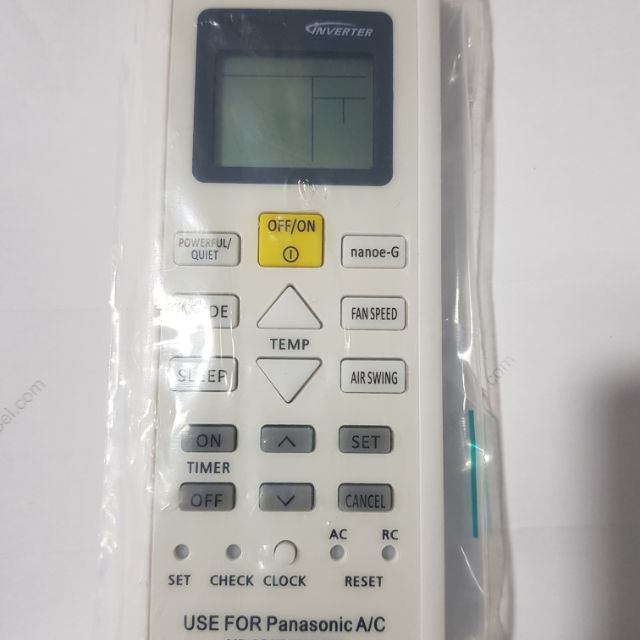 INVERTER
OFF/ON
POWERFUL/
QUIET
nanoe-G
FAN SPEED
TEMP
SLEEP
AIR SWING
ON
SET
TIMER
OFF
CANCEL
AC
RC
SET
CHECK
CLOCK
RESET
USE FOR Panasonic A/C